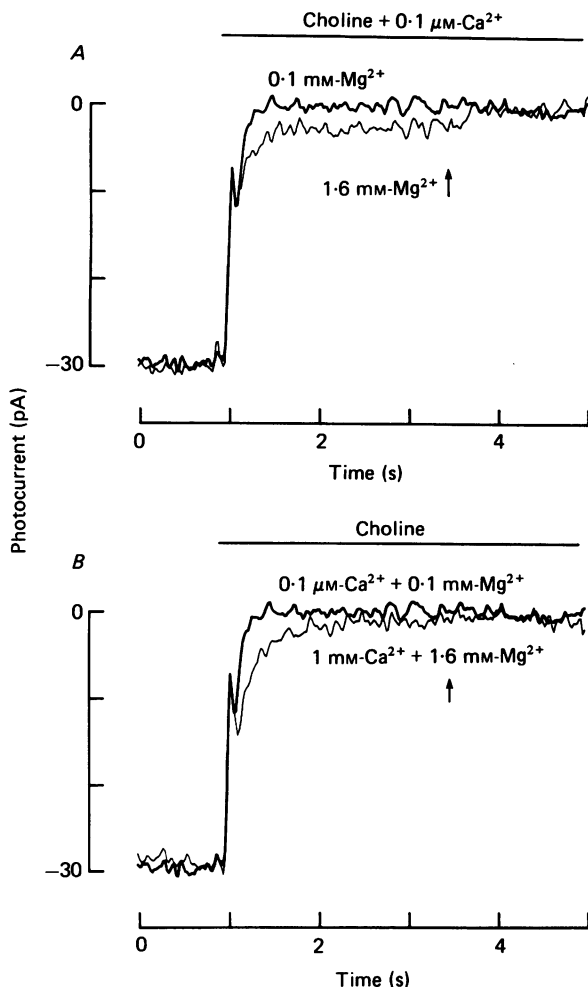 Choline + 0·1 μM-Ca²⁺
A
0·1 mM-Mg²⁺
0
1·6 mM-Mg²⁺
−30
0 2 4
Time (s)
Photocurrent (pA)
Choline
B
0·1 μM-Ca²⁺ + 0·1 mM-Mg²⁺
0
1 mM-Ca²⁺ + 1·6 mM-Mg²⁺
−30
0 2 4
Time (s)